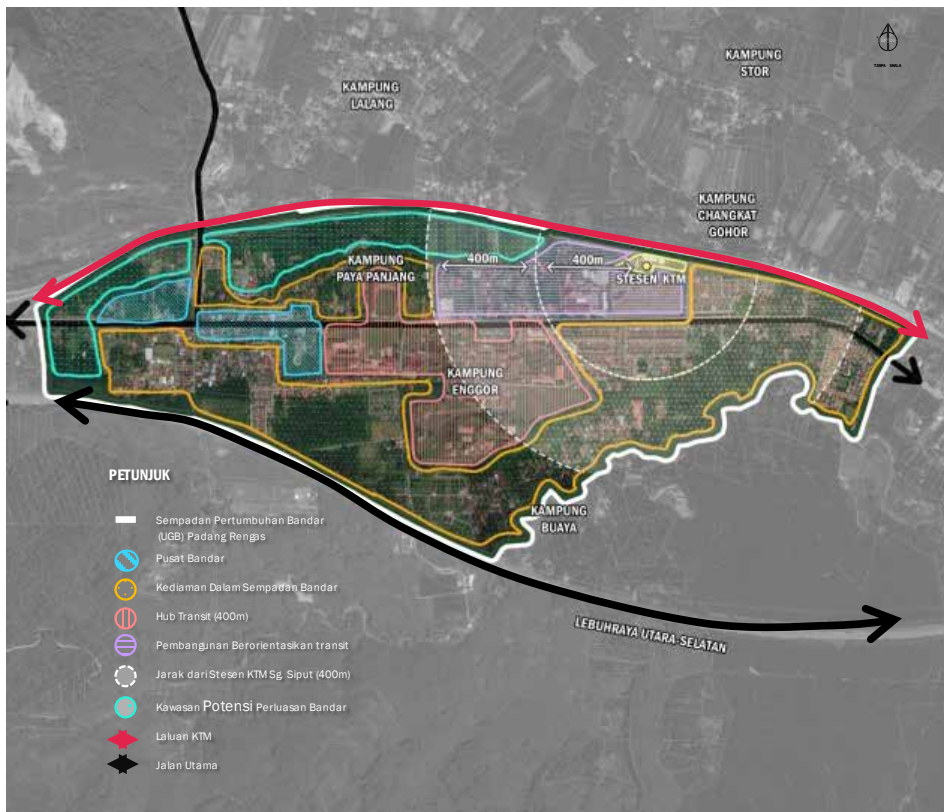 KAMPUNG
STOR
TANPA SKALA
KAMPUNG
LALANG
KAMPUNG
CHANGKAT
GOHOR
KAMPUNG
PAYA PANJANG
400m
400m
STESEN KTM
KAMPUNG
ENGGOR
KAMPUNG
BUAYA
LEBUHRAYA UTARA-SELATAN
PETUNJUK
Sempadan Pertumbuhan Bandar
(UGB) Padang Rengas
Pusat Bandar
Kediaman Dalam Sempadan Bandar
Hub Transit (400m)
Pembangunan Berorientasikan transit
Jarak dari Stesen KTM Sg. Siput (400m)
Kawasan Potensi Perluasan Bandar
Laluan KTM
Jalan Utama